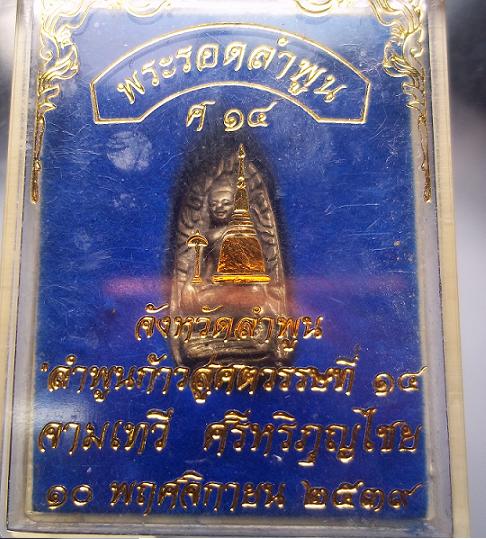 พระรอดลำพูน
ศ ๑๔
จังหวัดลำพูน
"ลำพูนก้าวสู่ศตวรรษที่ ๑๔
จามเทวี ศรีหริภุญไชย
๑๐ พฤศจิกายน ๒๕๓๙